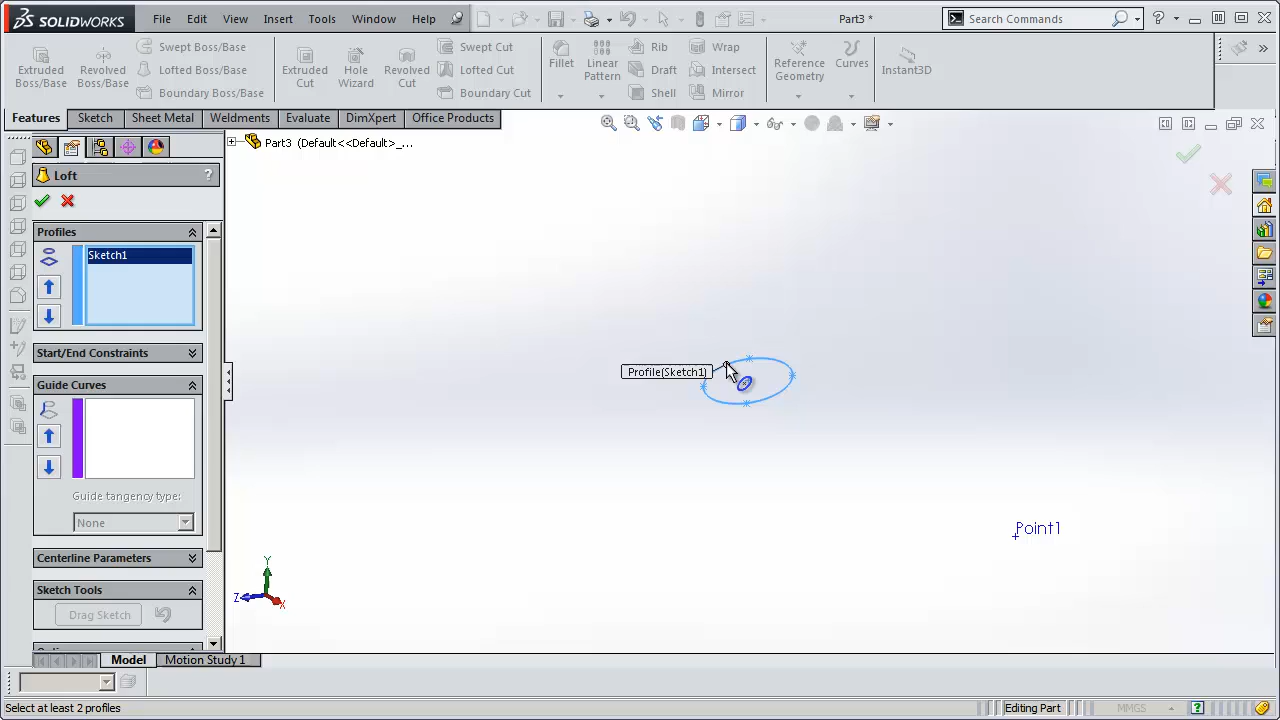 SOLIDWORKS File Edit View Insert Tools Window Help Part3 * Search Commands
Extruded Boss/Base
Revolved Boss/Base
Swept Boss/Base
Lofted Boss/Base
Boundary Boss/Base
Extruded Cut
Hole Wizard
Revolved Cut
Swept Cut
Lofted Cut
Boundary Cut
Fillet
Linear Pattern
Rib
Draft
Shell
Wrap
Intersect
Mirror
Reference Geometry
Curves
Instant3D
Features Sketch Sheet Metal Weldments Evaluate DimXpert Office Products
Part3 (Default<<Default>_...
Loft ?
Profiles
Sketch1
Start/End Constraints
Guide Curves
Guide tangency type:
None
Centerline Parameters
Sketch Tools
Drag Sketch
Profile(Sketch1)
Point1
Y
Z
X
Model Motion Study 1
Select at least 2 profiles Editing Part MMGS ?